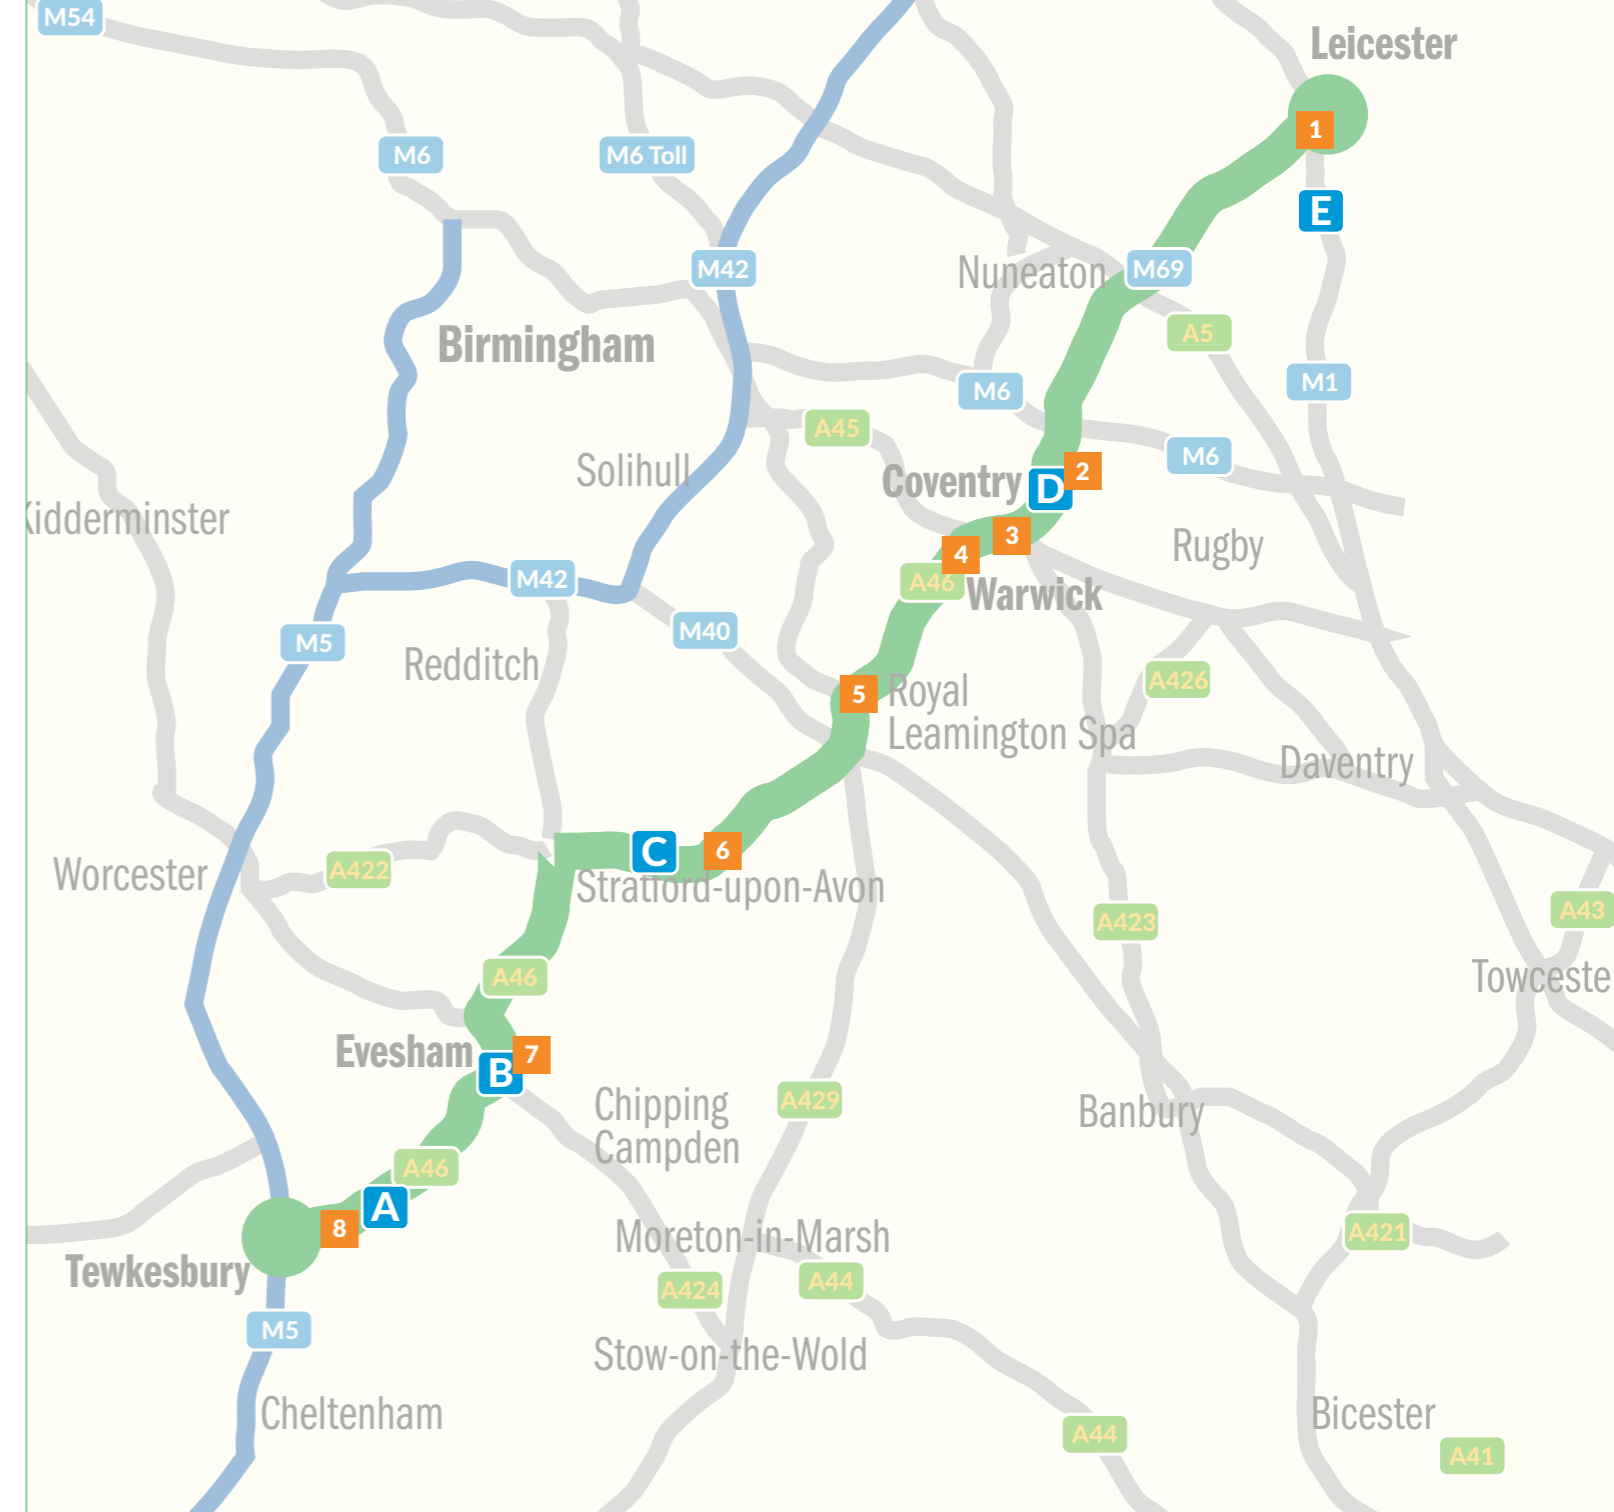 M54
Leicester
1
M6
M6 Toll
E
M42
Nuneaton
M69
A5
Birmingham
M1
M6
A45
M6
Solihull
Coventry
D
2
Kidderminster
3
Rugby
4
M42
A46
Warwick
M5
M40
Redditch
A426
5
Royal
Leamington Spa
Daventry
C
6
Worcester
A422
Stratford-upon-Avon
A43
A423
A46
Towceste
Evesham
7
B
Chipping
Campden
A429
Banbury
A46
A
8
Moreton-in-Marsh
A421
Tewkesbury
A424
A44
M5
Stow-on-the-Wold
Cheltenham
Bicester
A44
A41